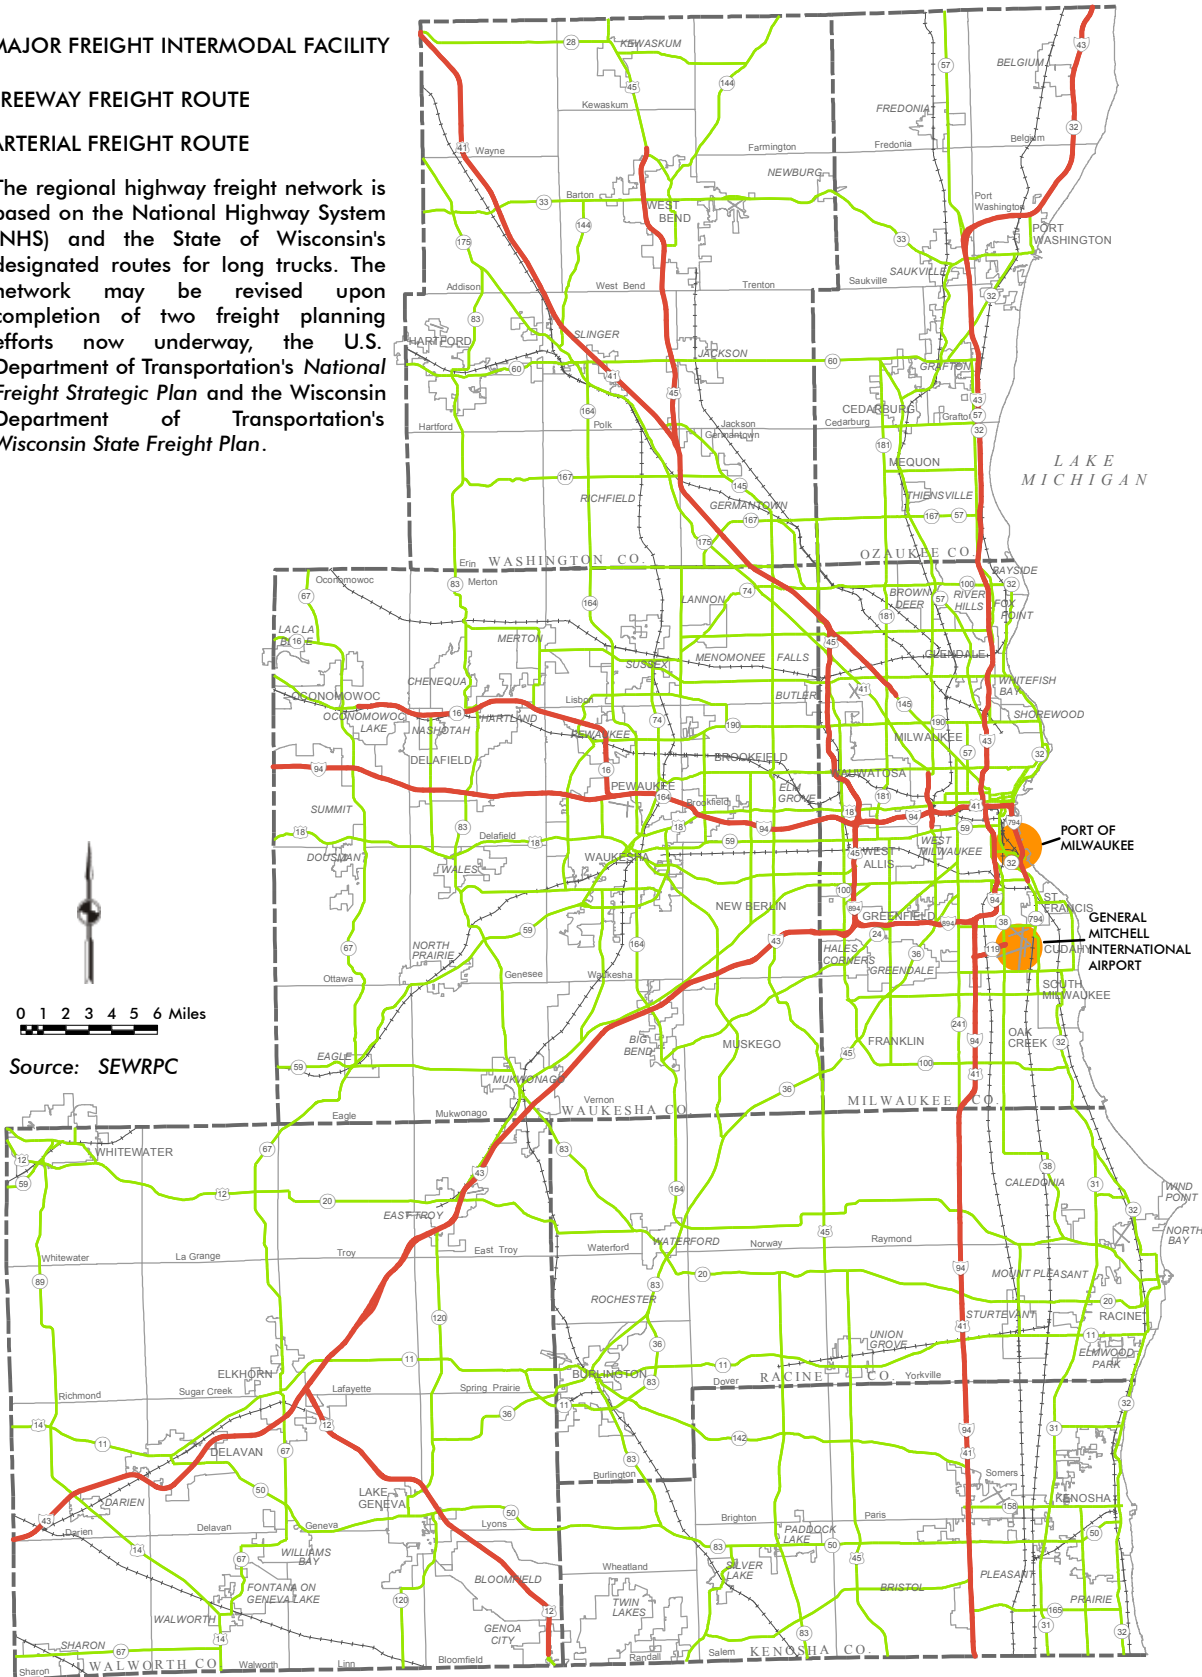 MAJOR FREIGHT INTERMODAL FACILITY
REEWAY FREIGHT ROUTE
ARTERIAL FREIGHT ROUTE
The regional highway freight network is
based on the National Highway System
(NHS) and the State of Wisconsin's
designated routes for long trucks. The
network may be revised upon
completion of two freight planning
efforts now underway, the U.S.
Department of Transportation's National
Freight Strategic Plan and the Wisconsin
Department of Transportation's
Wisconsin State Freight Plan.
KEWASKUM
Kewaskum
BELGIUM
FREDONIA
Wayne
Farmington
Fredonia
Belgium
NEWBURG
Barton
WEST
BEND
Port
Washington
PORT
WASHINGTON
SAUKVILLE
Addison
West Bend
Trenton
Saukville
HARTFORD
SLINGER
JACKSON
GRAFTON
CEDARBURG
Grafton
Hartford
Polk
Jackson
Germantown
Cedarburg
MEQUON
LAKE
MICHIGAN
RICHFIELD
GERMANTOWN
THIENSVILLE
Erin
WASHINGTON CO.
OZAUKEE CO.
Oconomowoc
Merton
BAYSIDE
LANNON
BROWN
DEER
RIVER
HILLS
FOX
POINT
LAC LA
MERTON
SUSSEX
MENOMONEE FALLS
GLENDALE
CHENEQUA
OCONOMOWOC
Lisbon
BUTLER
WHITEFISH
BAY
OCONOMOWOC
LAKE
HARTLAND
NASHOTAH
PEWAUKEE
SHOREWOOD
MILWAUKEE
DELAFIELD
BROOKFIELD
WAUWATOSA
PEWAUKEE
ELM
GROVE
Brookfield
SUMMIT
PORT OF
MILWAUKEE
Delafield
DOUSMAN
WAUKESHA
WEST
ALLIS
WEST
MILWAUKEE
WALES
NEW BERLIN
GREENFIELD
ST.
FRANCIS
GENERAL
MITCHELL
INTERNATIONAL
AIRPORT
NORTH
PRAIRIE
HALES
CORNERS
GREENDALE
CUDAHY
Ottawa
Genesee
Waukesha
SOUTH
MILWAUKEE
0 1 2 3 4 5 6 Miles
Source: SEWRPC
EAGLE
BIG
BEND
MUSKEGO
FRANKLIN
OAK
CREEK
MUKWONAGO
Eagle
Mukwonago
Vernon
WAUKESHA CO.
MILWAUKEE CO.
WHITEWATER
CALEDONIA
WIND
POINT
EAST TROY
NORTH
BAY
Whitewater
La Grange
Troy
East Troy
Waterford
WATERFORD
Norway
Raymond
MOUNT PLEASANT
ROCHESTER
STURTEVANT
RACINE
UNION
GROVE
ELMWOOD
PARK
ELKHORN
BURLINGTON
Richmond
Sugar Creek
Lafayette
Spring Prairie
Dover
RACINE CO.
Yorkville
DELAVAN
Burlington
Somers
DARIEN
LAKE
GENEVA
KENOSHA
Darien
Delavan
Geneva
Lyons
Brighton
Paris
WILLIAMS
BAY
PADDOCK
LAKE
BLOOMFIELD
Wheatland
SILVER
LAKE
BRISTOL
PLEASANT
PRAIRIE
FONTANA ON
GENEVA LAKE
WALWORTH
TWIN
LAKES
GENOA
CITY
SHARON
Sharon
WALWORTH CO.
Walworth
Linn
Bloomfield
Randall
Salem
KENOSHA CO.